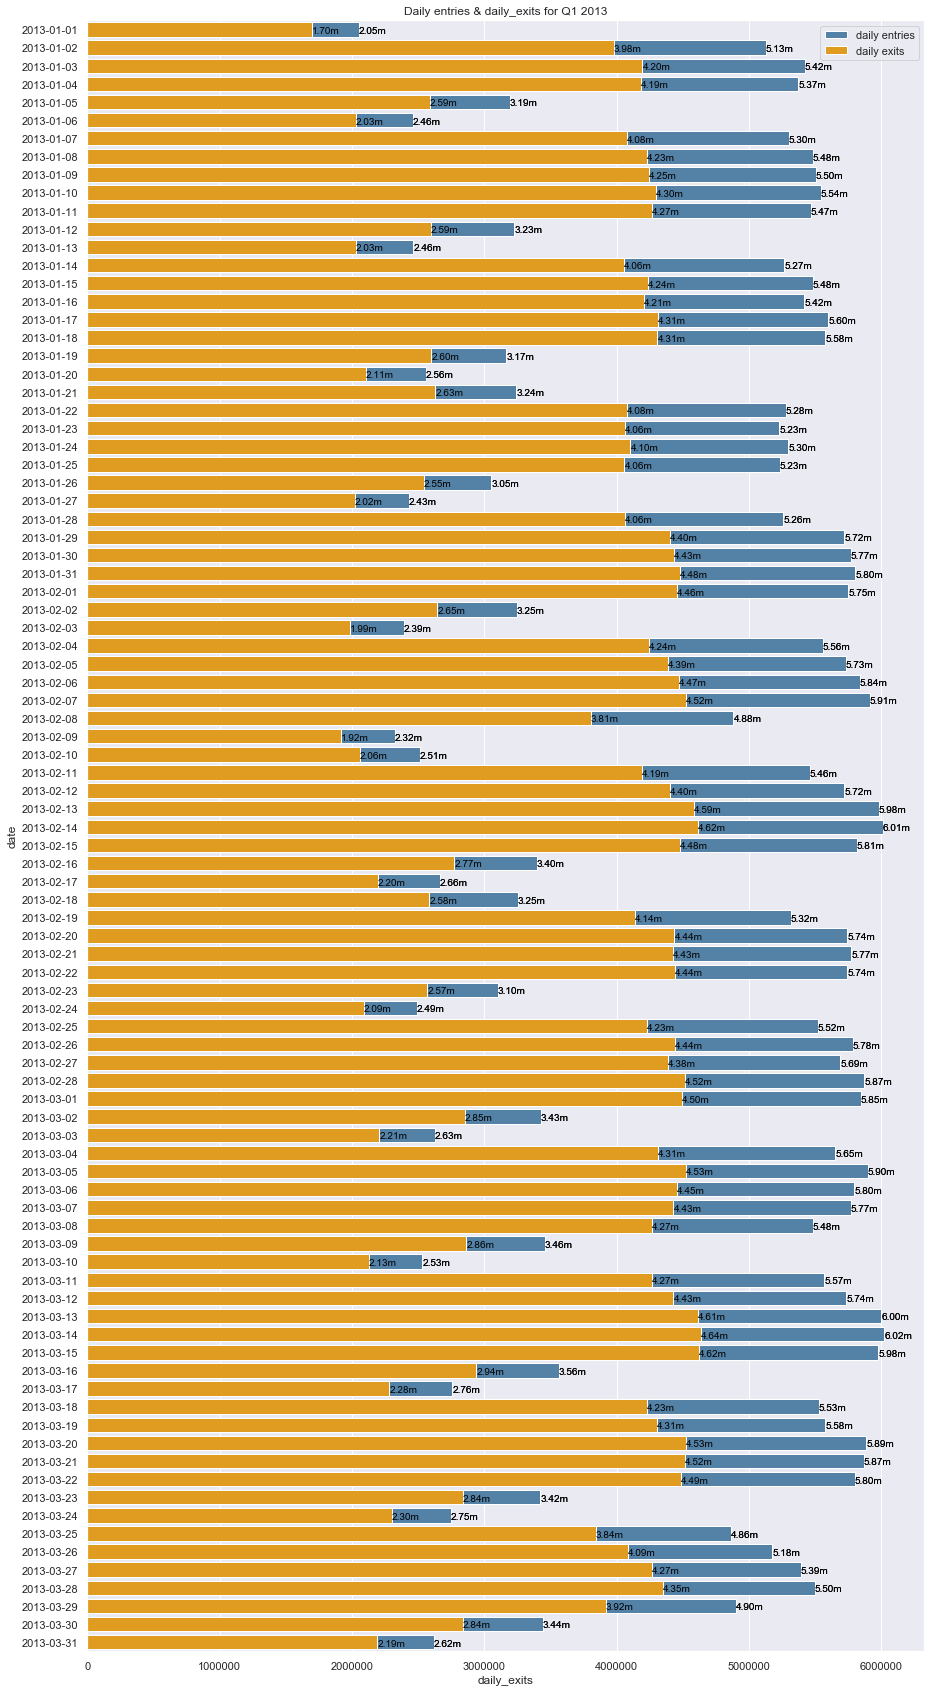 Daily entries & daily_exits for Q1 2013
daily entries
daily exits
date
2013-01-01 1.70m 2.05m
2013-01-02 3.98m 5.13m
2013-01-03 4.20m 5.42m
2013-01-04 4.19m 5.37m
2013-01-05 2.59m 3.19m
2013-01-06 2.03m 2.46m
2013-01-07 4.08m 5.30m
2013-01-08 4.23m 5.48m
2013-01-09 4.25m 5.50m
2013-01-10 4.30m 5.54m
2013-01-11 4.27m 5.47m
2013-01-12 2.59m 3.23m
2013-01-13 2.03m 2.46m
2013-01-14 4.06m 5.27m
2013-01-15 4.24m 5.48m
2013-01-16 4.21m 5.42m
2013-01-17 4.31m 5.60m
2013-01-18 4.31m 5.58m
2013-01-19 2.60m 3.17m
2013-01-20 2.11m 2.56m
2013-01-21 2.63m 3.24m
2013-01-22 4.08m 5.28m
2013-01-23 4.06m 5.23m
2013-01-24 4.10m 5.30m
2013-01-25 4.06m 5.23m
2013-01-26 2.55m 3.05m
2013-01-27 2.02m 2.43m
2013-01-28 4.06m 5.26m
2013-01-29 4.40m 5.72m
2013-01-30 4.43m 5.77m
2013-01-31 4.48m 5.80m
2013-02-01 4.46m 5.75m
2013-02-02 2.65m 3.25m
2013-02-03 1.99m 2.39m
2013-02-04 4.24m 5.56m
2013-02-05 4.39m 5.73m
2013-02-06 4.47m 5.84m
2013-02-07 4.52m 5.91m
2013-02-08 3.81m 4.88m
2013-02-09 1.92m 2.32m
2013-02-10 2.06m 2.51m
2013-02-11 4.19m 5.46m
2013-02-12 4.40m 5.72m
2013-02-13 4.59m 5.98m
2013-02-14 4.62m 6.01m
2013-02-15 4.48m 5.81m
2013-02-16 2.77m 3.40m
2013-02-17 2.20m 2.66m
2013-02-18 2.58m 3.25m
2013-02-19 4.14m 5.32m
2013-02-20 4.44m 5.74m
2013-02-21 4.43m 5.77m
2013-02-22 4.44m 5.74m
2013-02-23 2.57m 3.10m
2013-02-24 2.09m 2.49m
2013-02-25 4.23m 5.52m
2013-02-26 4.44m 5.78m
2013-02-27 4.38m 5.69m
2013-02-28 4.52m 5.87m
2013-03-01 4.50m 5.85m
2013-03-02 2.85m 3.43m
2013-03-03 2.21m 2.63m
2013-03-04 4.31m 5.65m
2013-03-05 4.53m 5.90m
2013-03-06 4.45m 5.80m
2013-03-07 4.43m 5.77m
2013-03-08 4.27m 5.48m
2013-03-09 2.86m 3.46m
2013-03-10 2.13m 2.53m
2013-03-11 4.27m 5.57m
2013-03-12 4.43m 5.74m
2013-03-13 4.61m 6.00m
2013-03-14 4.64m 6.02m
2013-03-15 4.62m 5.98m
2013-03-16 2.94m 3.56m
2013-03-17 2.28m 2.76m
2013-03-18 4.23m 5.53m
2013-03-19 4.31m 5.58m
2013-03-20 4.53m 5.89m
2013-03-21 4.52m 5.87m
2013-03-22 4.49m 5.80m
2013-03-23 2.84m 3.42m
2013-03-24 2.30m 2.75m
2013-03-25 3.84m 4.86m
2013-03-26 4.09m 5.18m
2013-03-27 4.27m 5.39m
2013-03-28 4.35m 5.50m
2013-03-29 3.92m 4.90m
2013-03-30 2.84m 3.44m
2013-03-31 2.19m 2.62m
0 1000000 2000000 3000000 4000000 5000000 6000000
daily_exits